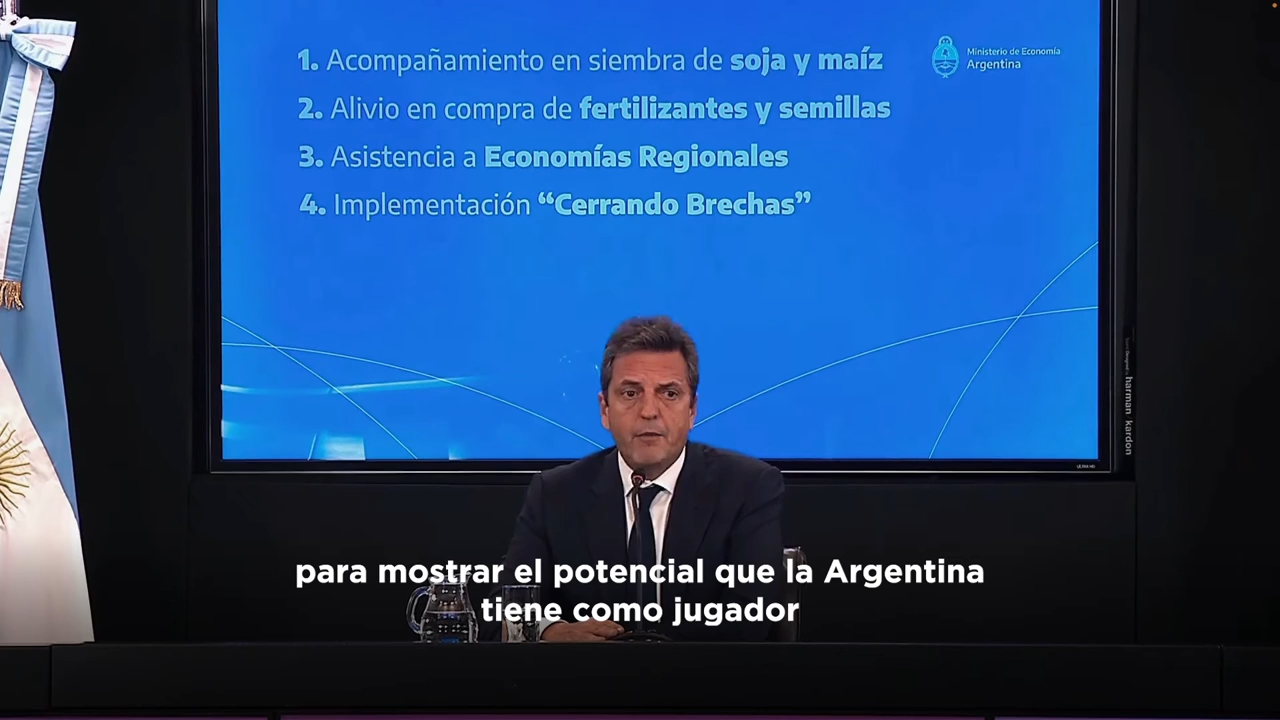 1. Acompañamiento en siembra de soja y maíz
2. Alivio en compra de fertilizantes y semillas
3. Asistencia a Economías Regionales
4. Implementación “Cerrando Brechas”
Ministerio de Economía
Argentina
harman / kardon
para mostrar el potencial que la Argentina
tiene como jugador